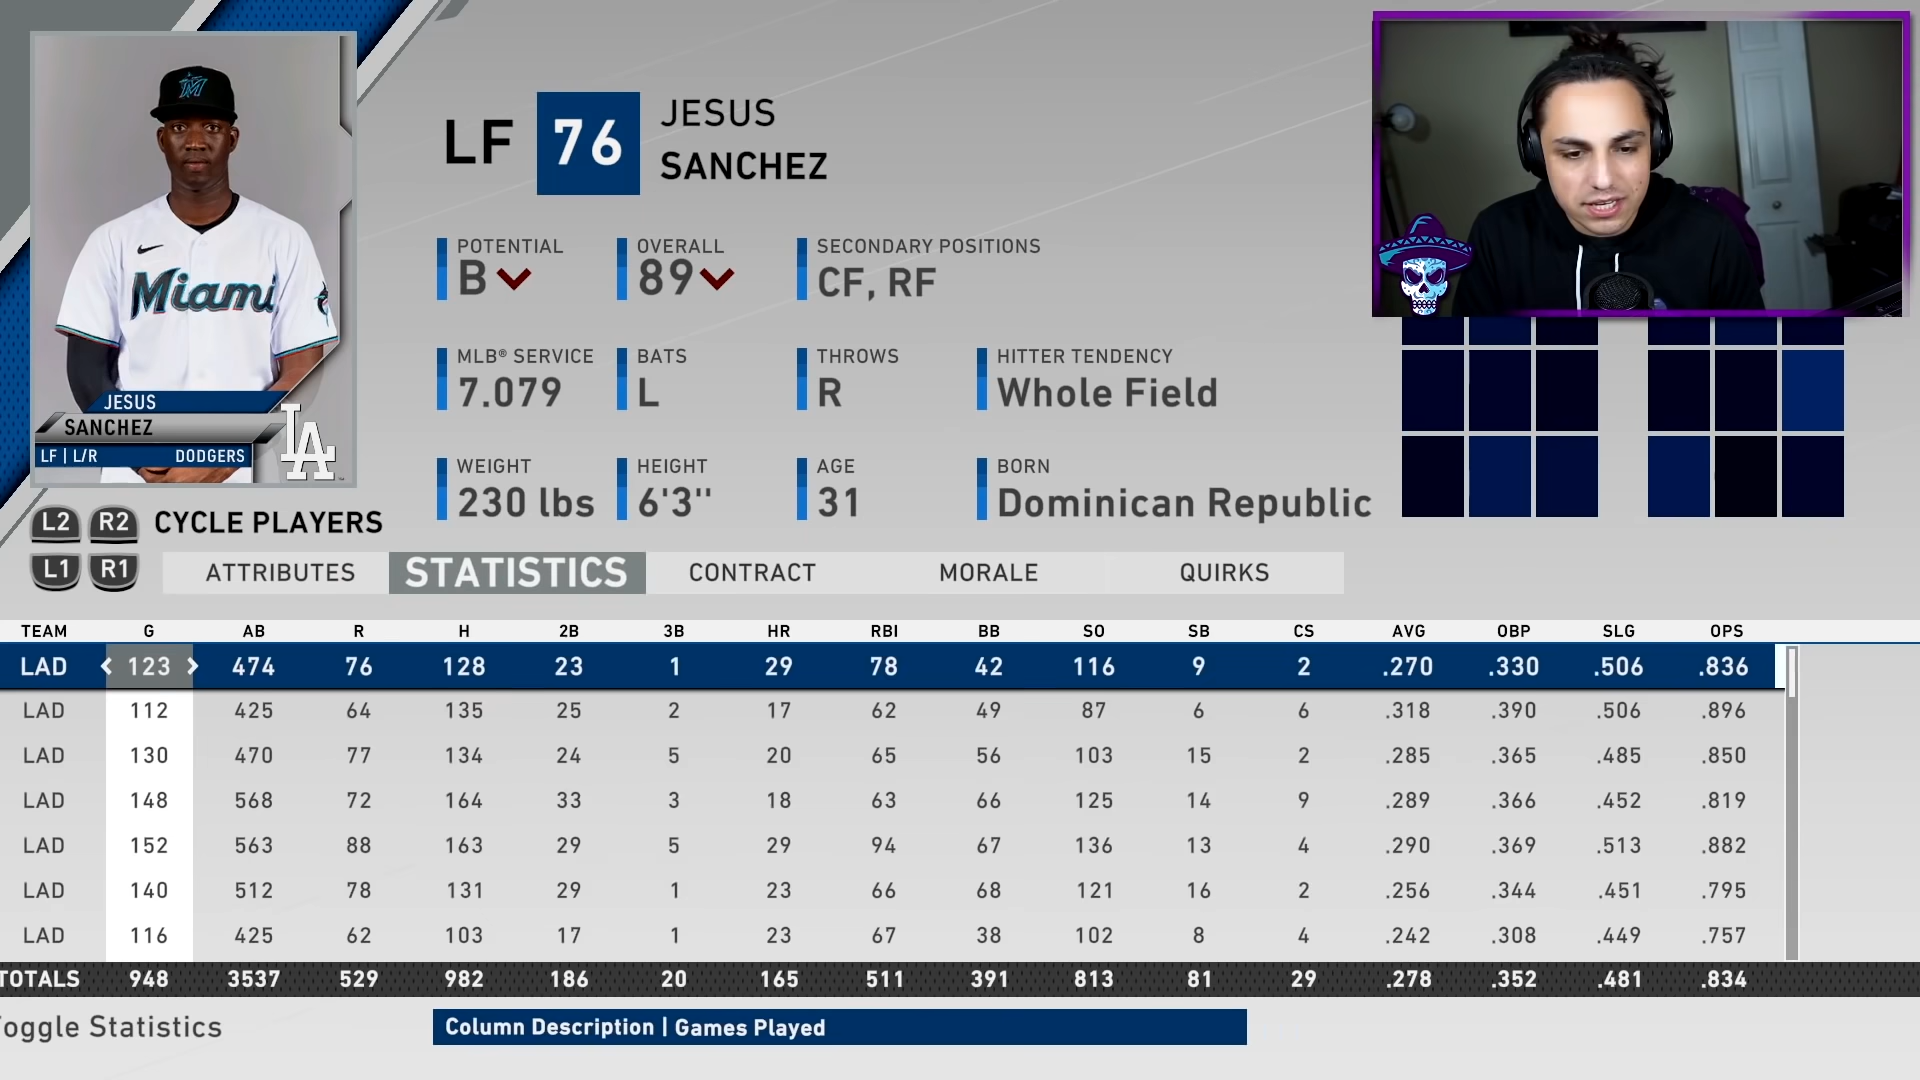 LF 76 JESUS
SANCHEZ
POTENTIAL OVERALL SECONDARY POSITIONS
B 89 CF, RF
MLB® SERVICE BATS THROWS HITTER TENDENCY
7.079 L R Whole Field
WEIGHT HEIGHT AGE BORN
230 lbs 6'3" 31 Dominican Republic
Miami
JESUS
SANCHEZ
LF | L/R DODGERS
LA
L2 R2 CYCLE PLAYERS
L1 R1
ATTRIBUTES STATISTICS CONTRACT MORALE QUIRKS
TEAM G AB R H 2B 3B HR RBI BB SO SB CS AVG OBP SLG OPS
LAD 123 474 76 128 23 1 29 78 42 116 9 2 .270 .330 .506 .836
LAD 112 425 64 135 25 2 17 62 49 87 6 6 .318 .390 .506 .896
LAD 130 470 77 134 24 5 20 65 56 103 15 2 .285 .365 .485 .850
LAD 148 568 72 164 33 3 18 63 66 125 14 9 .289 .366 .452 .819
LAD 152 563 88 163 29 5 29 94 67 136 13 4 .290 .369 .513 .882
LAD 140 512 78 131 29 1 23 66 68 121 16 2 .256 .344 .451 .795
LAD 116 425 62 103 17 1 23 67 38 102 8 4 .242 .308 .449 .757
TOTALS 948 3537 529 982 186 20 165 511 391 813 81 29 .278 .352 .481 .834
oggle Statistics
Column Description | Games Played